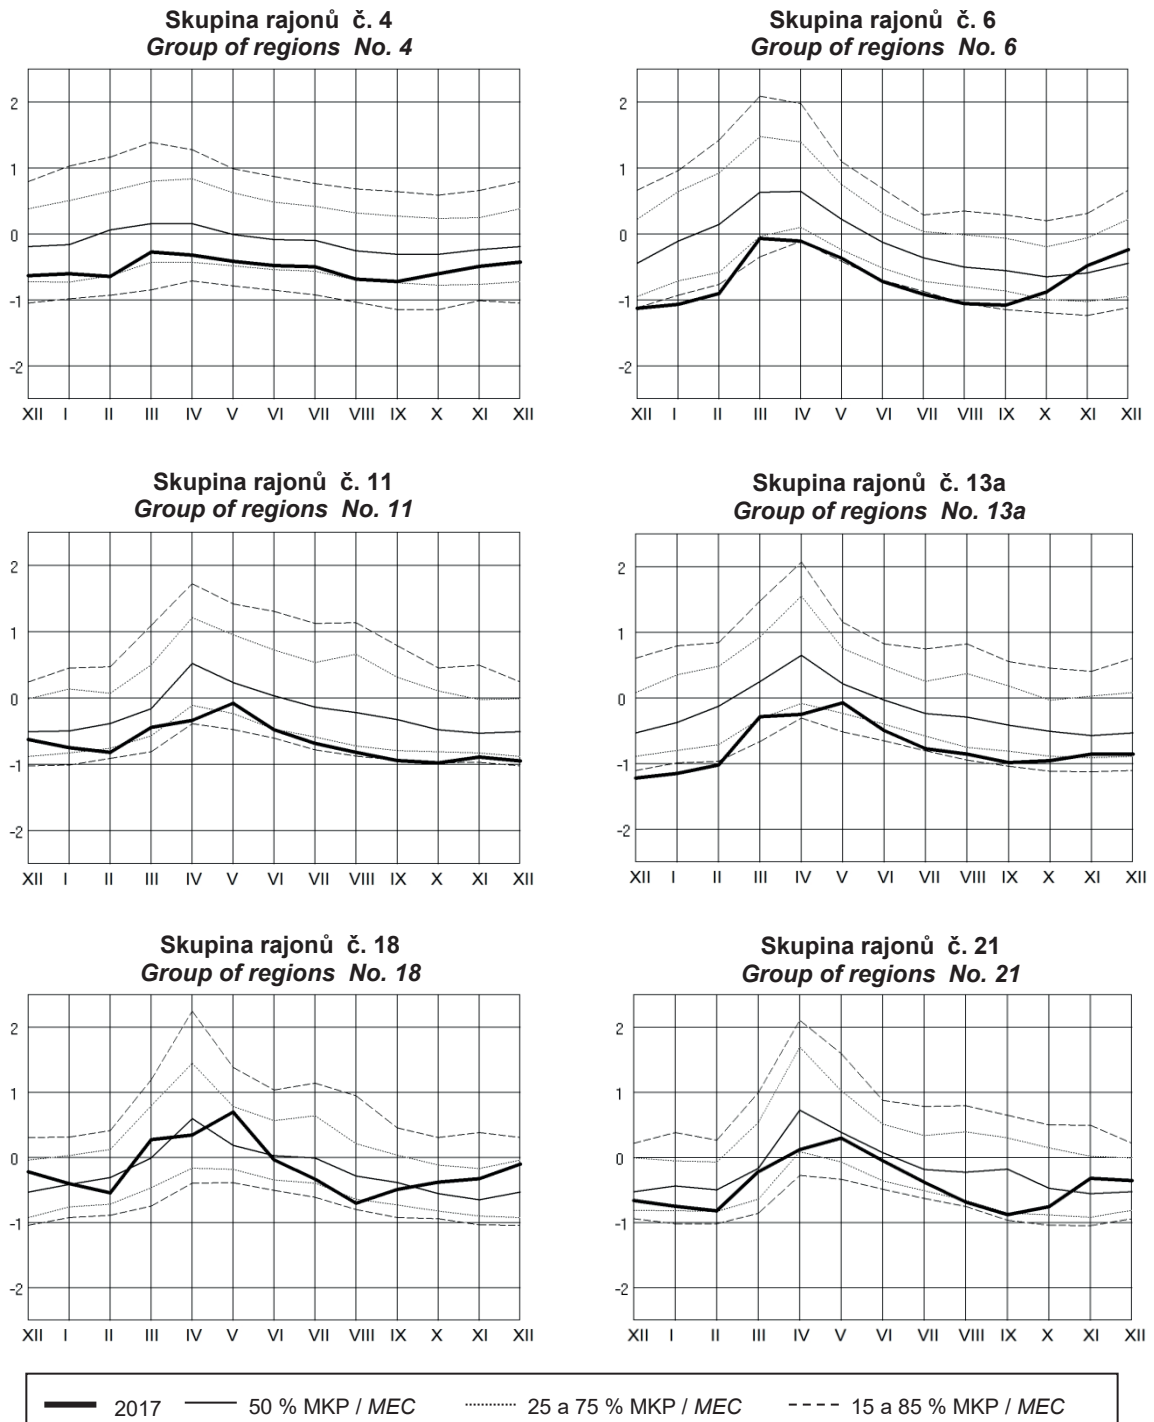 Skupina rajonů č. 4
Group of regions No. 4
2
1
0
-1
-2
XII I II III IV V VI VII VIII IX X XI XII
Skupina rajonů č. 6
Group of regions No. 6
2
1
0
-1
-2
XII I II III IV V VI VII VIII IX X XI XII
Skupina rajonů č. 11
Group of regions No. 11
2
1
0
-1
-2
XII I II III IV V VI VII VIII IX X XI XII
Skupina rajonů č. 13a
Group of regions No. 13a
2
1
0
-1
-2
XII I II III IV V VI VII VIII IX X XI XII
Skupina rajonů č. 18
Group of regions No. 18
2
1
0
-1
-2
XII I II III IV V VI VII VIII IX X XI XII
Skupina rajonů č. 21
Group of regions No. 21
2
1
0
-1
-2
XII I II III IV V VI VII VIII IX X XI XII
2017 50 % MKP / MEC 25 a 75 % MKP / MEC 15 a 85 % MKP / MEC